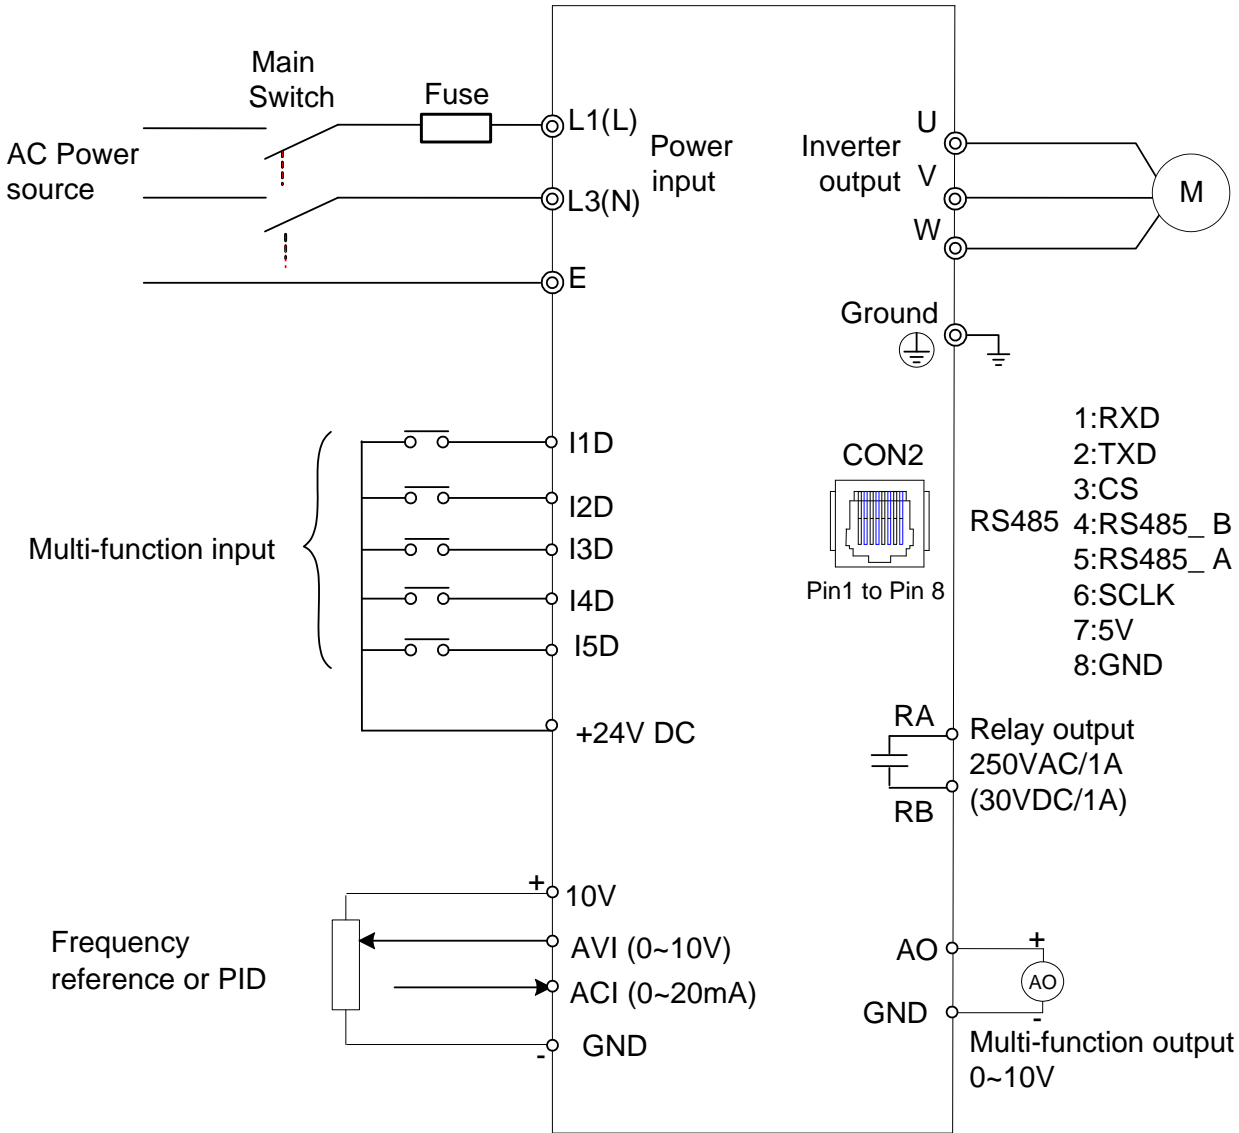 Main
Switch
Fuse
AC Power
source
L1(L)
L3(N)
E
Power
input
Inverter
output
U
V
W
M
Ground
Multi-function input
I1D
I2D
I3D
I4D
I5D
+24V DC
CON2
Pin1 to Pin 8
RS485
1:RXD
2:TXD
3:CS
4:RS485_ B
5:RS485_ A
6:SCLK
7:5V
8:GND
RA
RB
Relay output
250VAC/1A
(30VDC/1A)
Frequency
reference or PID
+
10V
AVI (0~10V)
ACI (0~20mA)
-
GND
AO
GND
+
AO
-
Multi-function output
0~10V